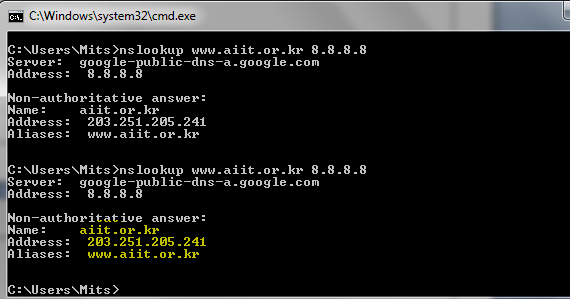 C:\Windows\system32\cmd.exe
C:\Users\Mits>nslookup www.aiit.or.kr 8.8.8.8
Server:  google-public-dns-a.google.com
Address:  8.8.8.8
Non-authoritative answer:
Name:    aiit.or.kr
Address:  203.251.205.241
Aliases:  www.aiit.or.kr
C:\Users\Mits>nslookup www.aiit.or.kr 8.8.8.8
Server:  google-public-dns-a.google.com
Address:  8.8.8.8
Non-authoritative answer:
Name:    aiit.or.kr
Address:  203.251.205.241
Aliases:  www.aiit.or.kr
C:\Users\Mits>